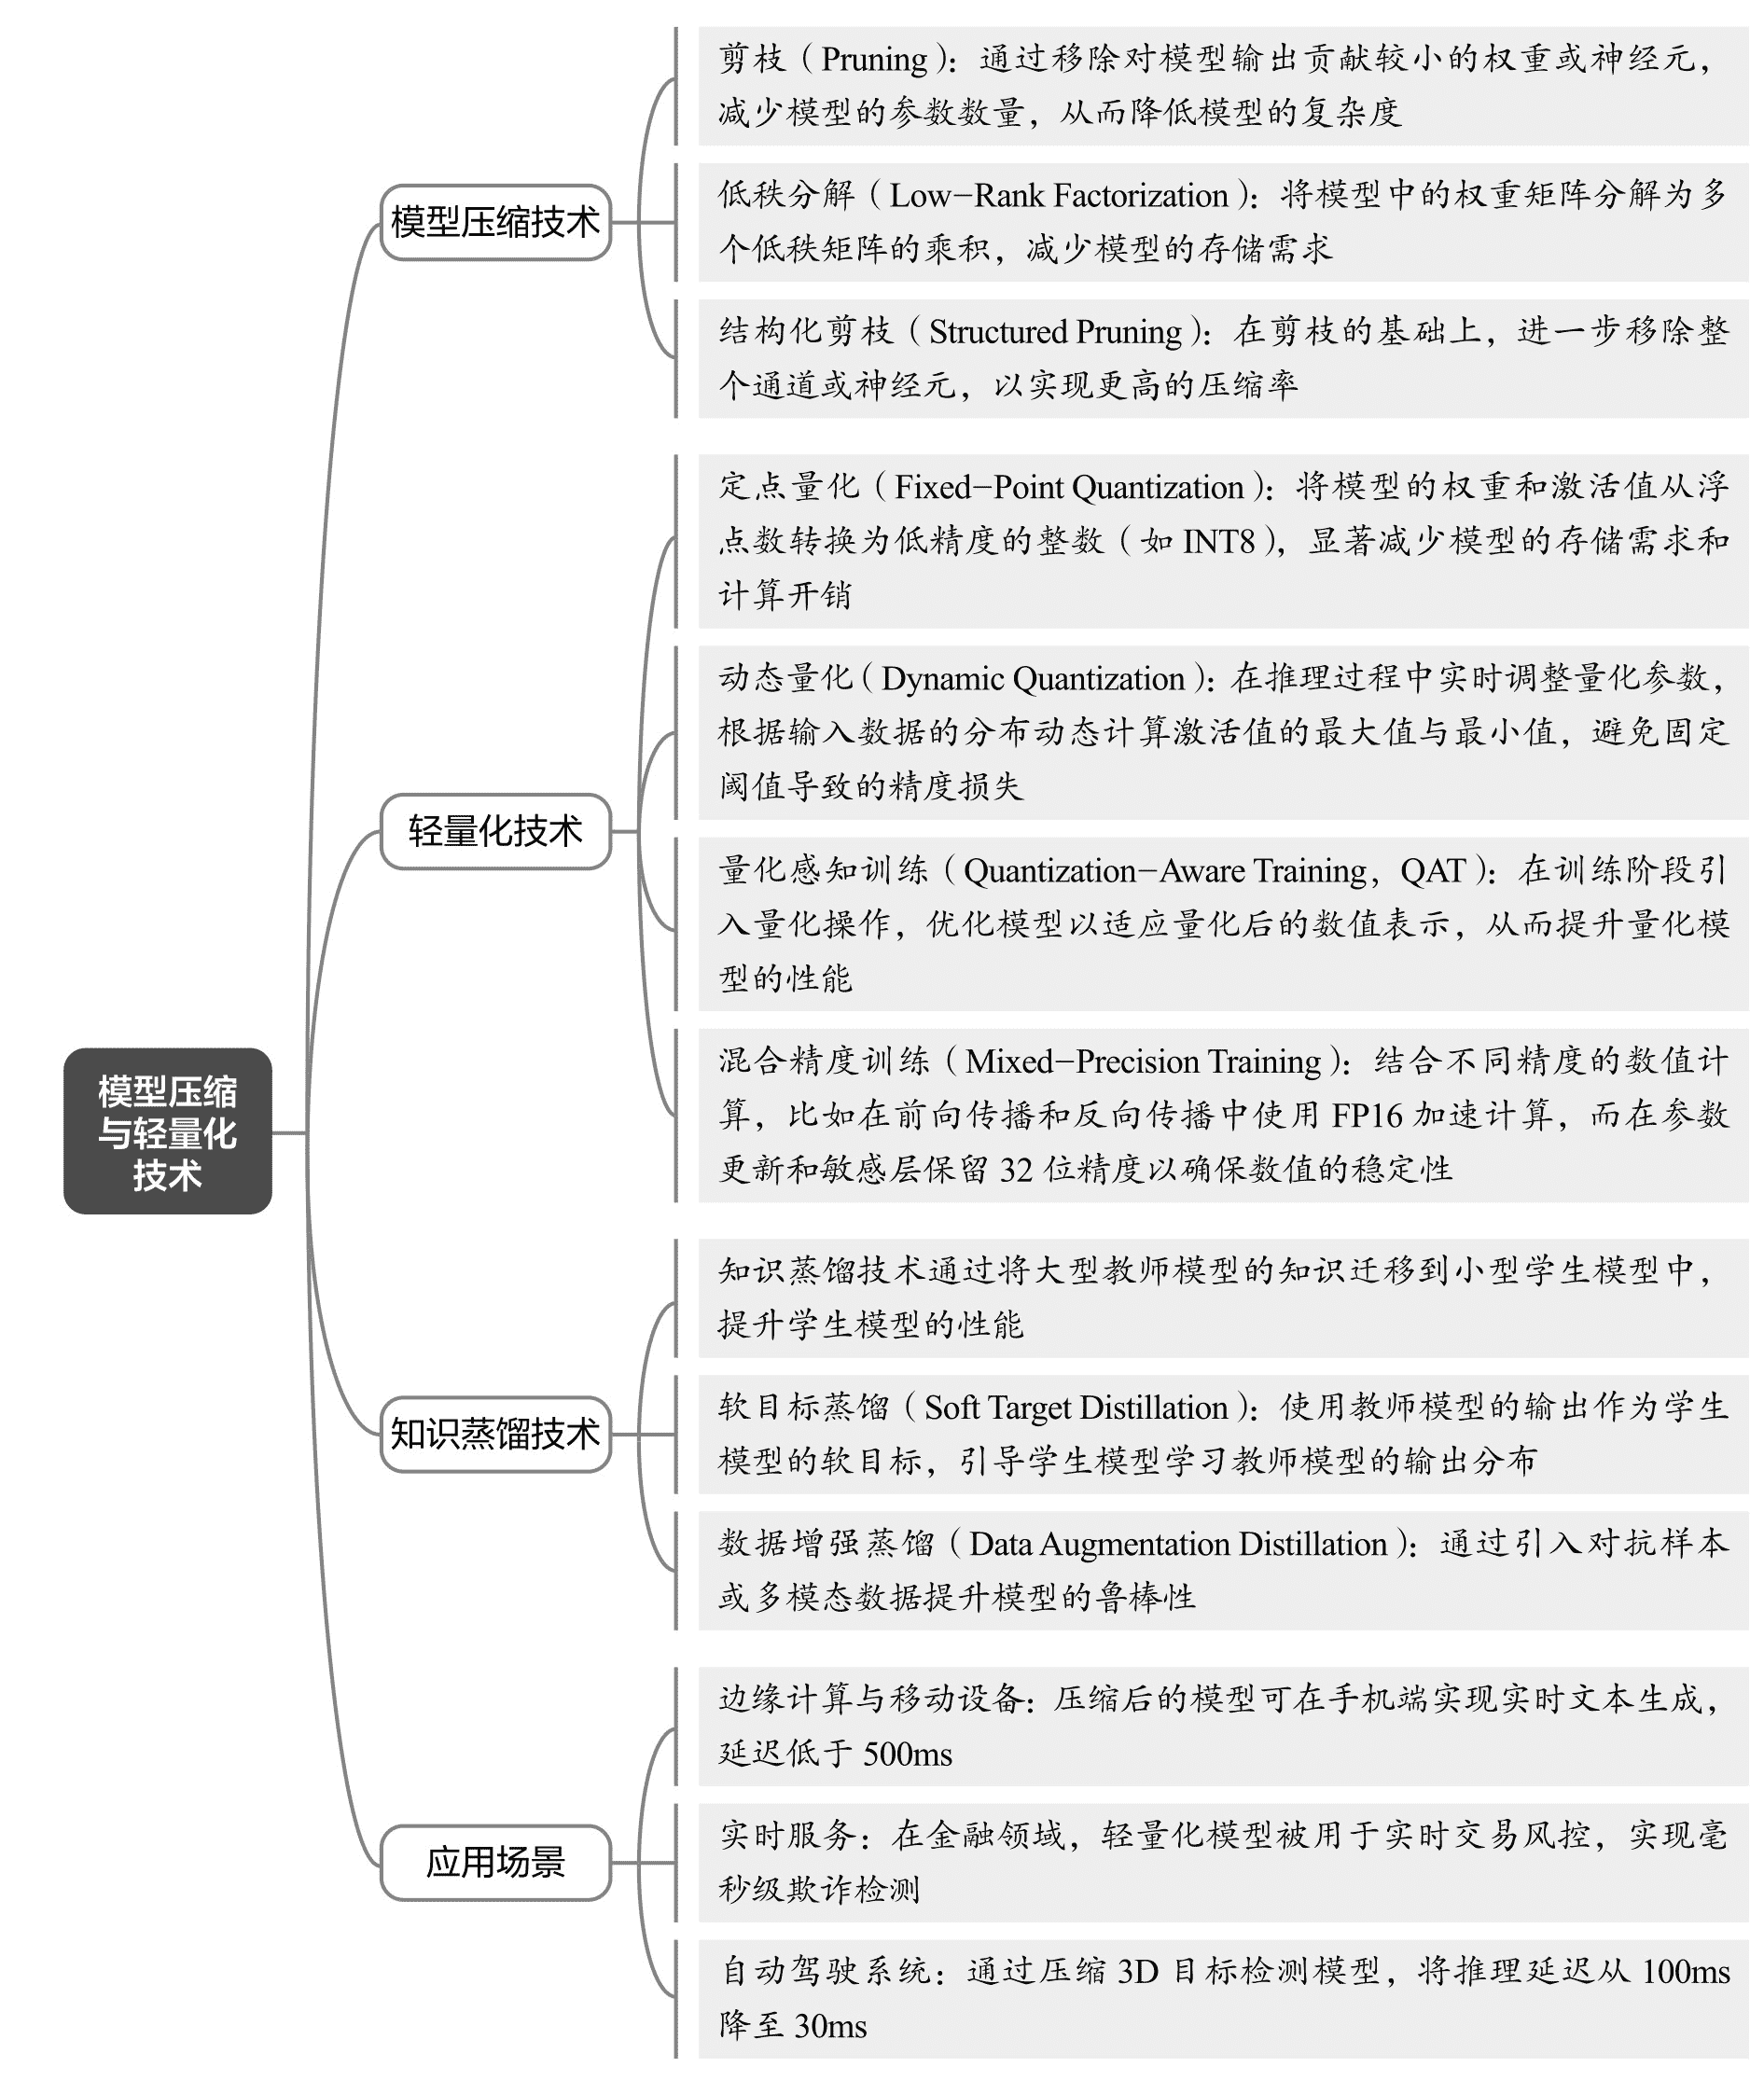 模型压缩
与轻量化
技术
模型压缩技术
剪枝（Pruning）：通过移除对模型输出贡献较小的权重或神经元，
减少模型的参数数量，从而降低模型的复杂度
低秩分解（Low-Rank Factorization）：将模型中的权重矩阵分解为多
个低秩矩阵的乘积，减少模型的存储需求
结构化剪枝（Structured Pruning）：在剪枝的基础上，进一步移除整
个通道或神经元，以实现更高的压缩率
轻量化技术
定点量化（Fixed-Point Quantization）：将模型的权重和激活值从浮
点数转换为低精度的整数（如 INT8），显著减少模型的存储需求和
计算开销
动态量化（Dynamic Quantization）：在推理过程中实时调整量化参数，
根据输入数据的分布动态计算激活值的最大值与最小值，避免固定
阈值导致的精度损失
量化感知训练（Quantization-Aware Training，QAT）：在训练阶段引
入量化操作，优化模型以适应量化后的数值表示，从而提升量化模
型的性能
混合精度训练（Mixed-Precision Training）：结合不同精度的数值计
算，比如在前向传播和反向传播中使用 FP16 加速计算，而在参数
更新和敏感层保留 32 位精度以确保数值的稳定性
知识蒸馏技术
知识蒸馏技术通过将大型教师模型的知识迁移到小型学生模型中，
提升学生模型的性能
软目标蒸馏（Soft Target Distillation）：使用教师模型的输出作为学生
模型的软目标，引导学生模型学习教师模型的输出分布
数据增强蒸馏（Data Augmentation Distillation）：通过引入对抗样本
或多模态数据提升模型的鲁棒性
应用场景
边缘计算与移动设备：压缩后的模型可在手机端实现实时文本生成，
延迟低于 500ms
实时服务：在金融领域，轻量化模型被用于实时交易风控，实现毫
秒级欺诈检测
自动驾驶系统：通过压缩 3D 目标检测模型，将推理延迟从 100ms
降至 30ms